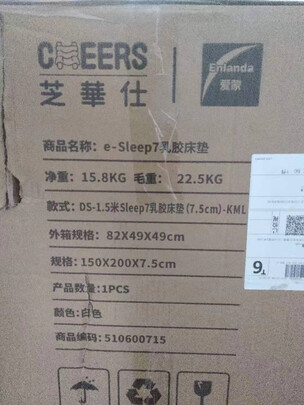 CHEERS
芝華仕
Enlanda
爱蒙
商品名称: e-Sleep7乳胶床垫
净重: 15.8KG 毛重: 22.5KG
款式: DS-1.5米Sleep7乳胶床垫(7.5cm)-KML
外箱规格: 82X49X49cm
规格: 150X200X7.5cm
产品数量: 1PCS
颜色: 白色
商品编码: 510600715